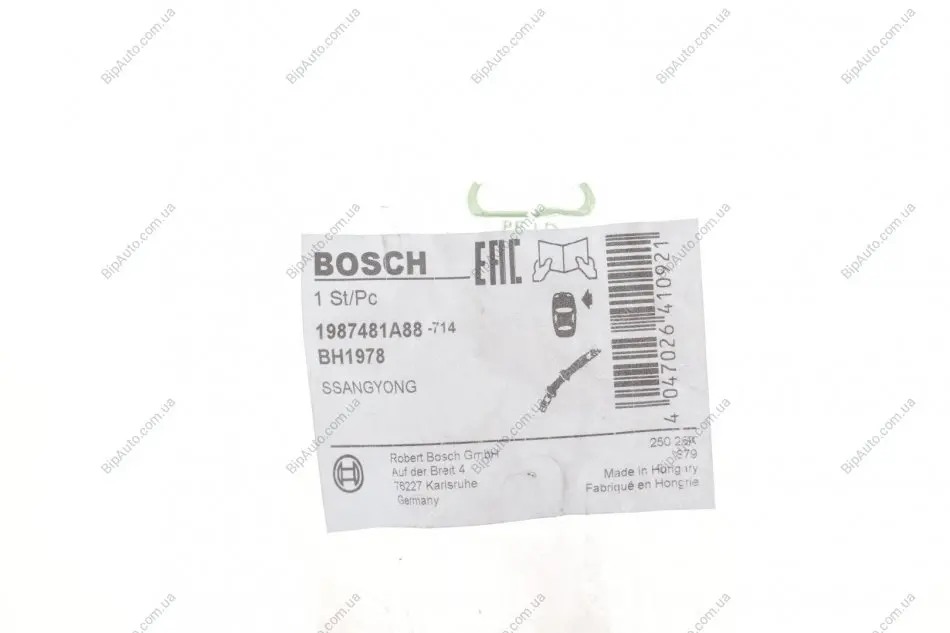 BOSCH
EAC
1 St/Pc
1987481A88 -714
BH1978
SSANGYONG
4 047026 410921
Robert Bosch GmbH
Auf der Breit 4
76227 Karlsruhe
Germany
Made in Hungary
Fabriqué en Hongrie
BipAuto.com.ua